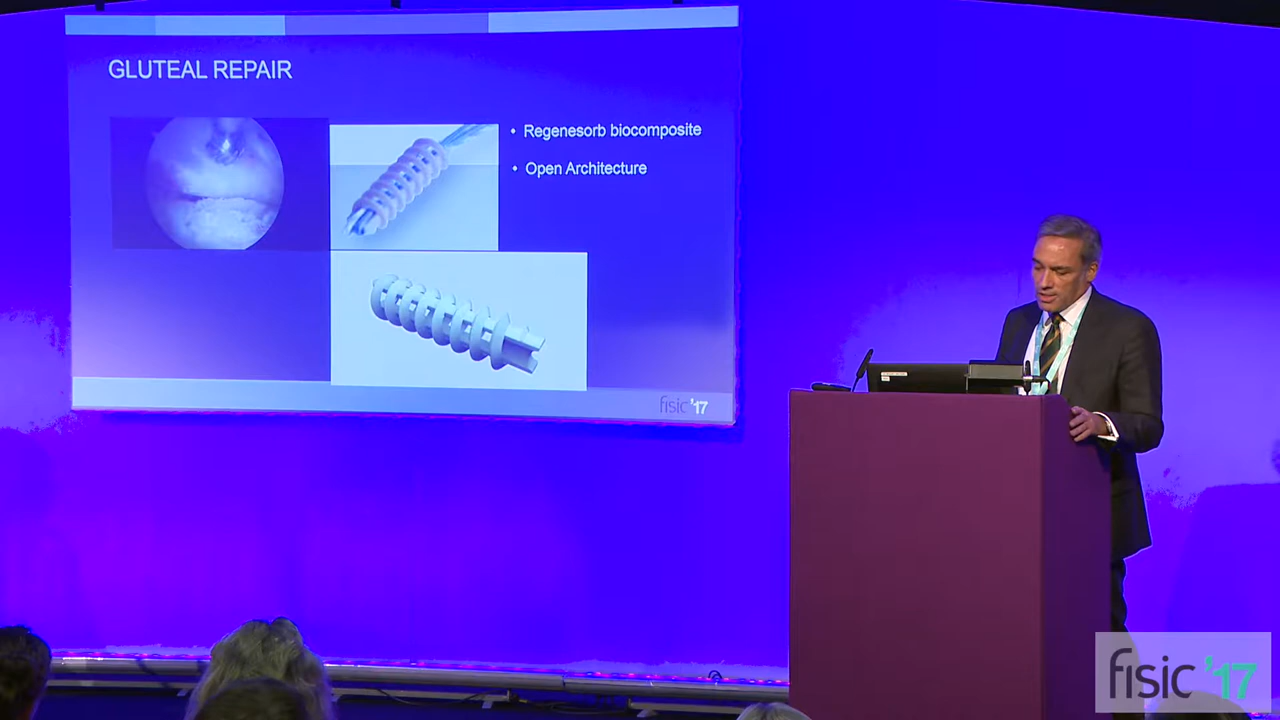 GLUTEAL REPAIR
• Regenesorb biocomposite
• Open Architecture
fisic '17
fisic '17